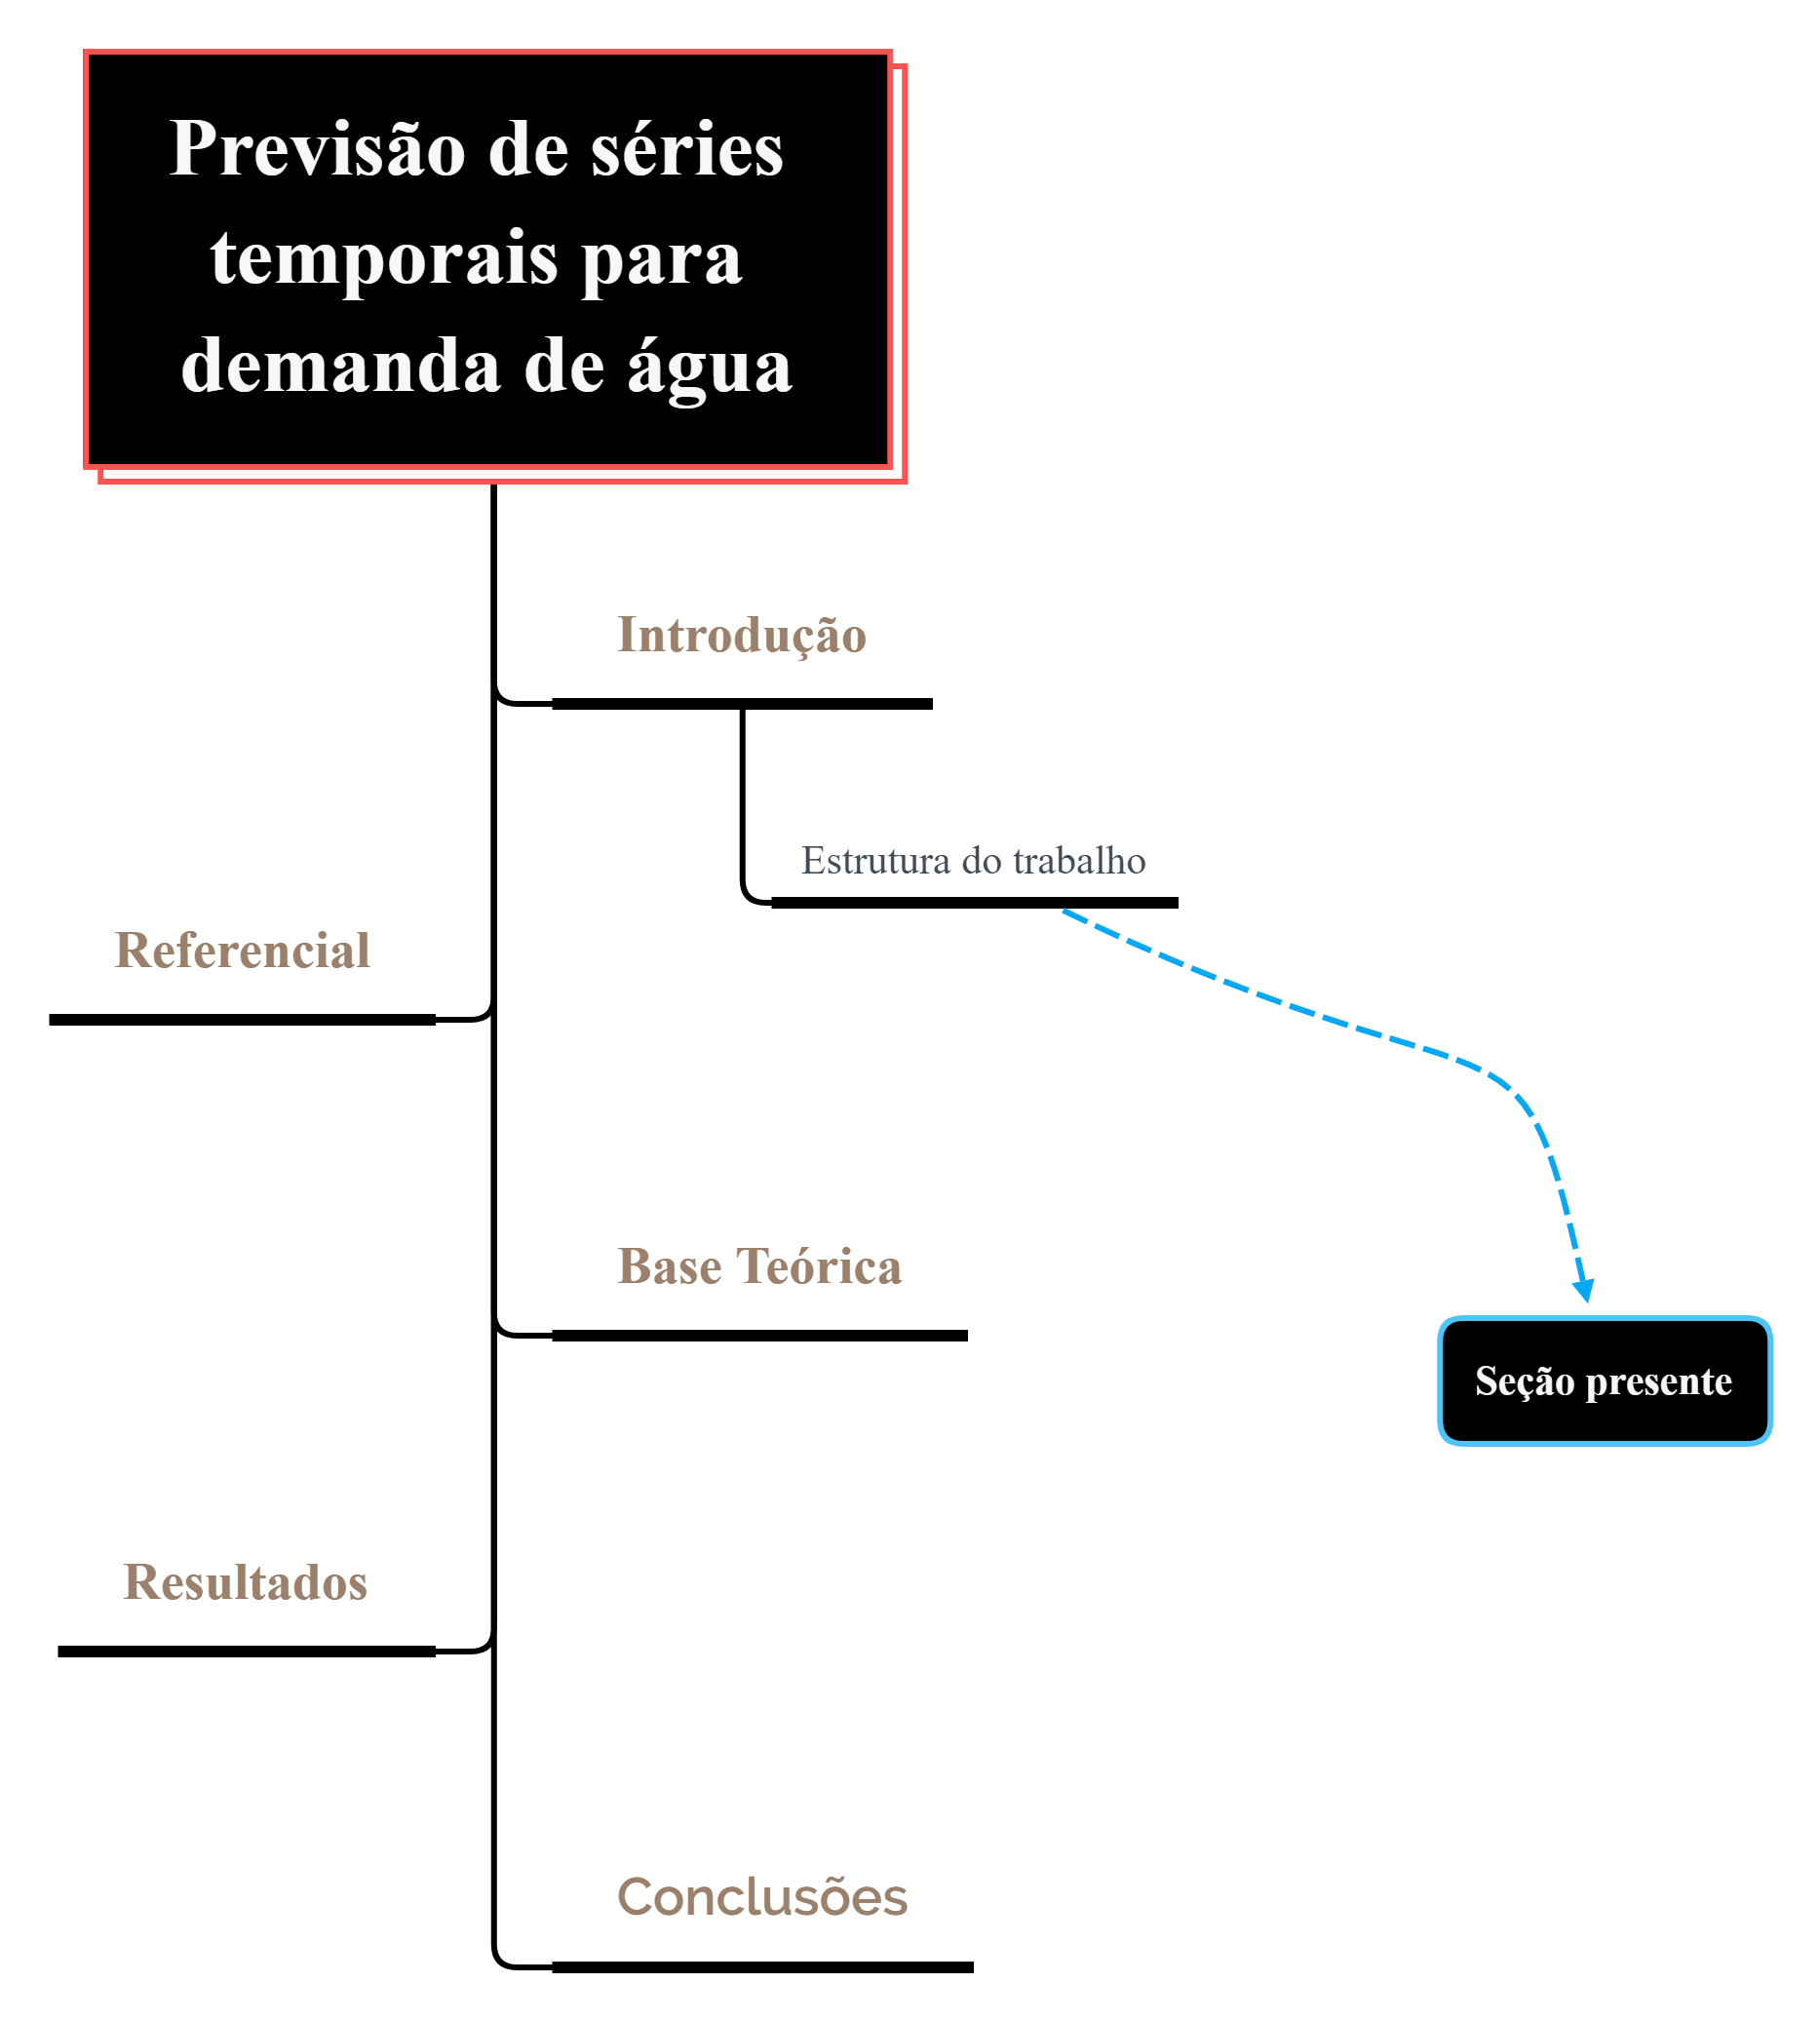 Previsão de séries
temporais para
demanda de água
Introdução
Estrutura do trabalho
Referencial
Base Teórica
Seção presente
Resultados
Conclusões